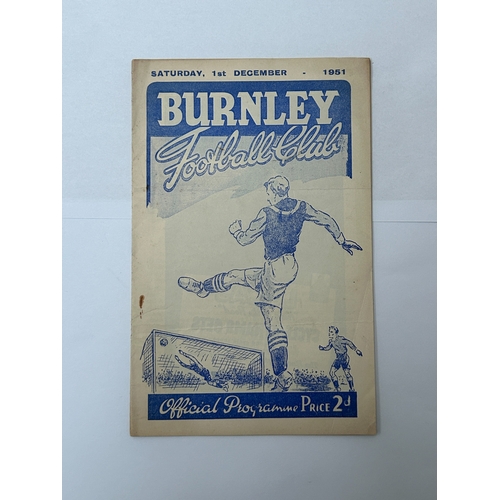 SATURDAY, 1st DECEMBER - 1951
BURNLEY
Football Club
Official Programme PRICE 2d